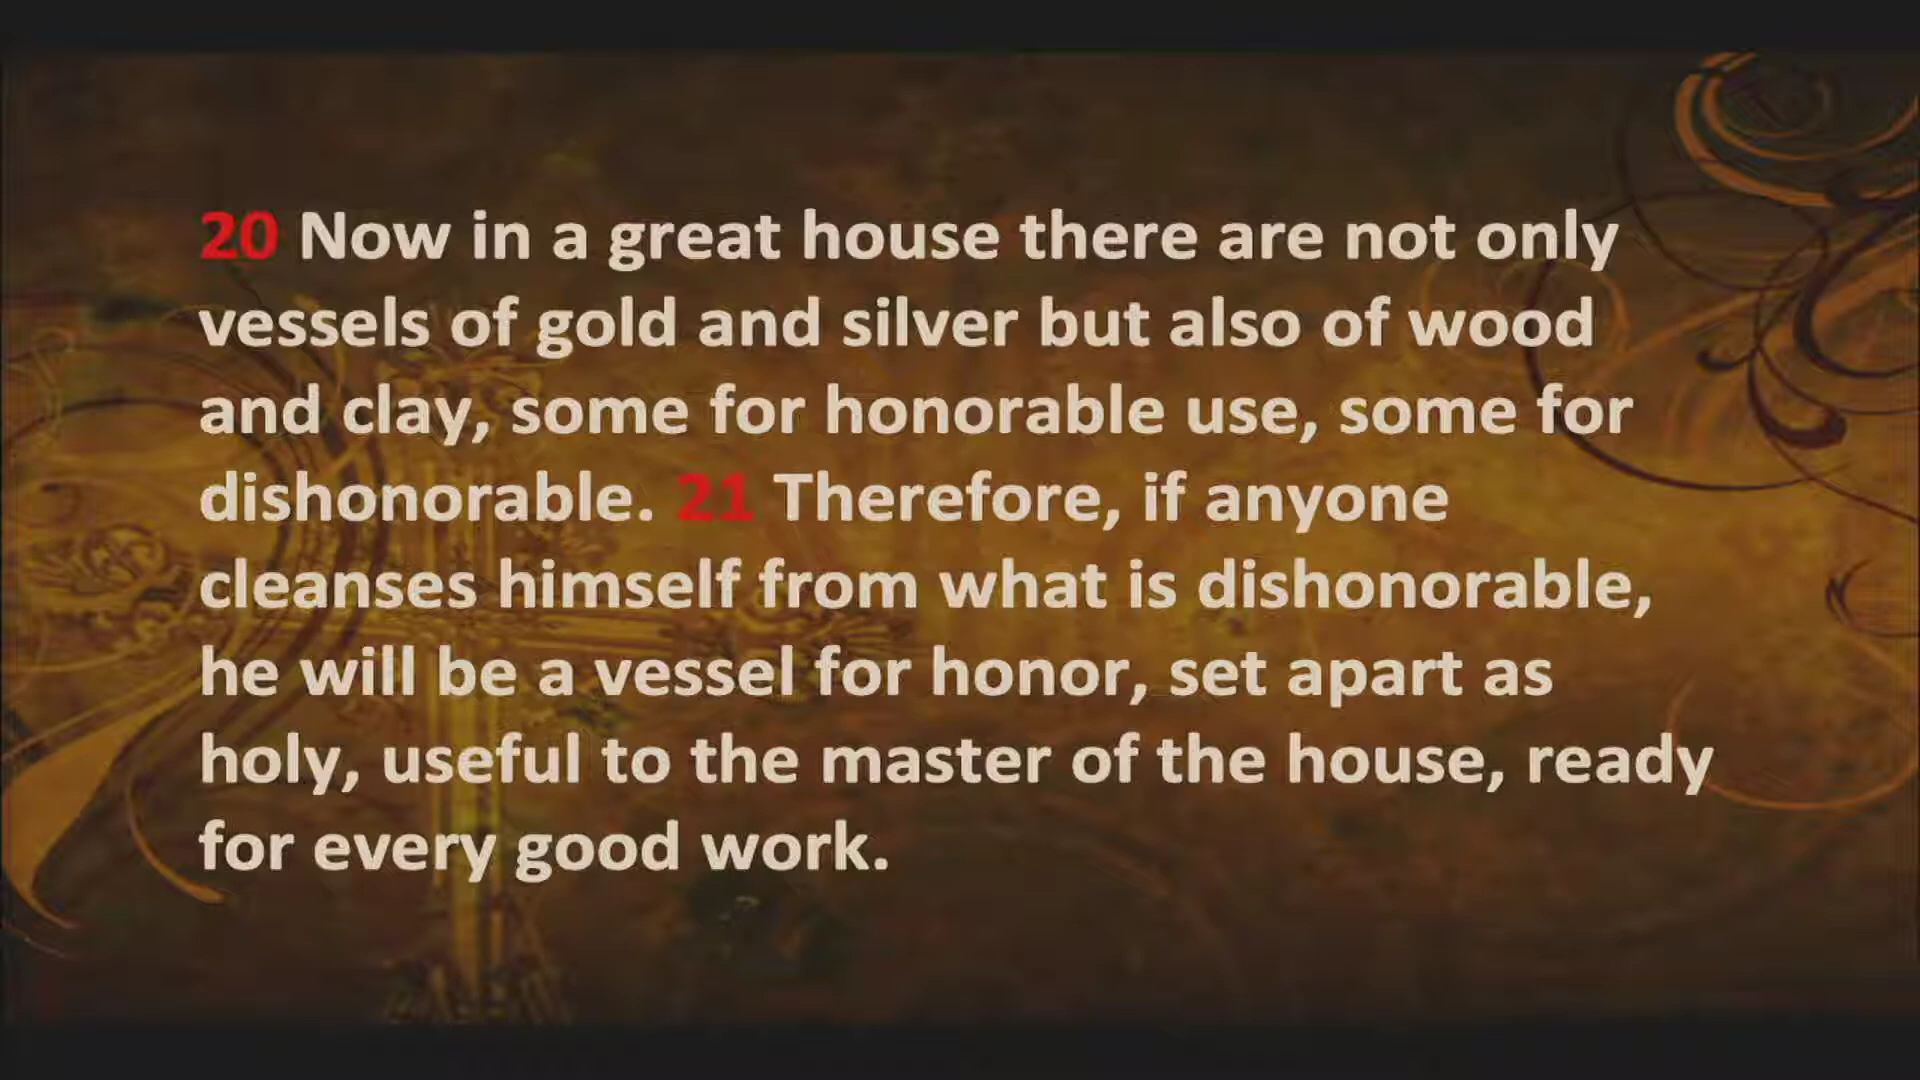 20 Now in a great house there are not only
vessels of gold and silver but also of wood
and clay, some for honorable use, some for
dishonorable. 21 Therefore, if anyone
cleanses himself from what is dishonorable,
he will be a vessel for honor, set apart as
holy, useful to the master of the house, ready
for every good work.